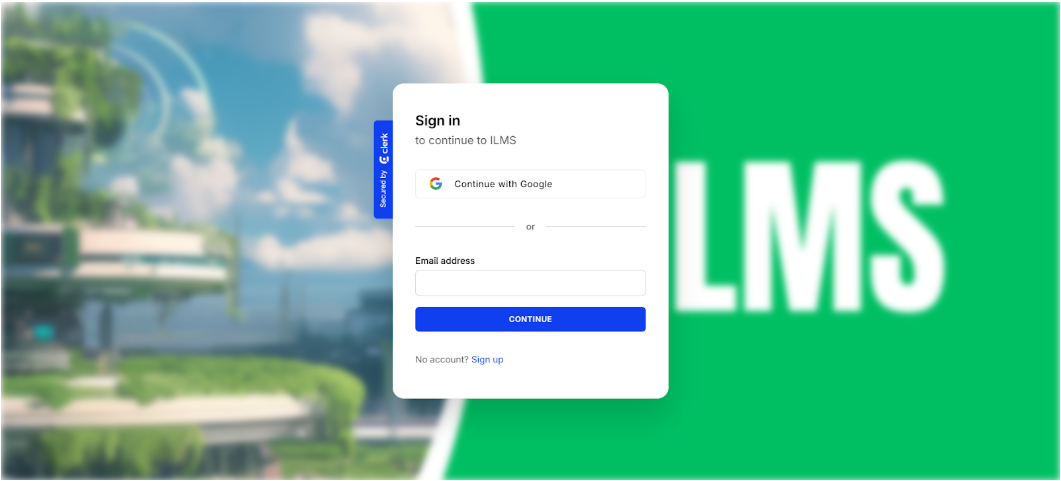 Sign in
to continue to ILMS
Secured by clerk
Continue with Google
or
Email address
CONTINUE
No account? Sign up
LMS